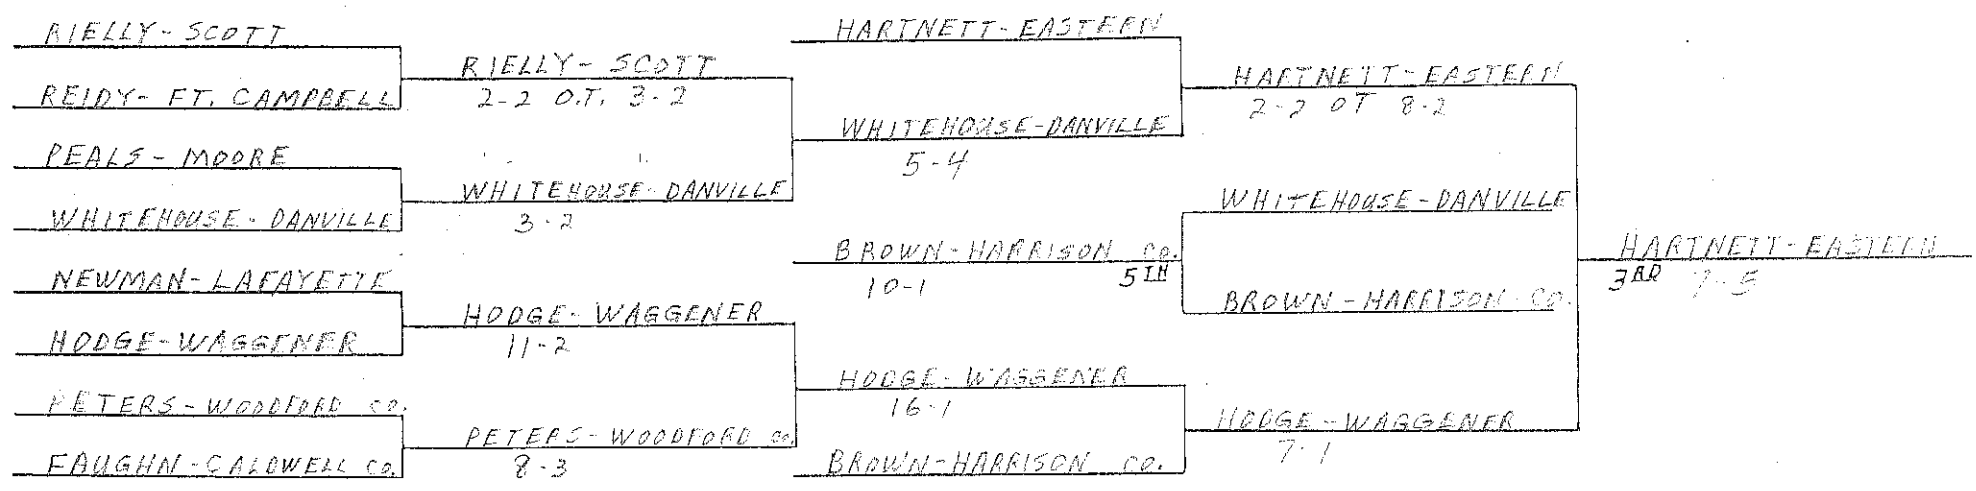 RIELLY - SCOTT
REIDY - FT. CAMPBELL
PEALS - MOORE
WHITEHOUSE - DANVILLE
NEWMAN - LAFAYETTE
HODGE - WAGGENER
PETERS - WOODFORD CO.
FAUGHN - CALDWELL CO.
RIELLY - SCOTT
2-2 O.T. 3-2
WHITEHOUSE - DANVILLE
3-2
HODGE - WAGGENER
11-2
PETERS - WOODFORD CO.
8-3
HARTNETT - EASTERN
WHITEHOUSE - DANVILLE
5-4
BROWN - HARRISON CO.
10-1
5TH
HODGE - WAGGENER
16-1
BROWN - HARRISON CO.
HARTNETT - EASTERN
2-2 OT 8-2
WHITEHOUSE - DANVILLE
BROWN - HARRISON CO.
HODGE - WAGGENER
7-1
HARTNETT - EASTERN
3RD 7-5